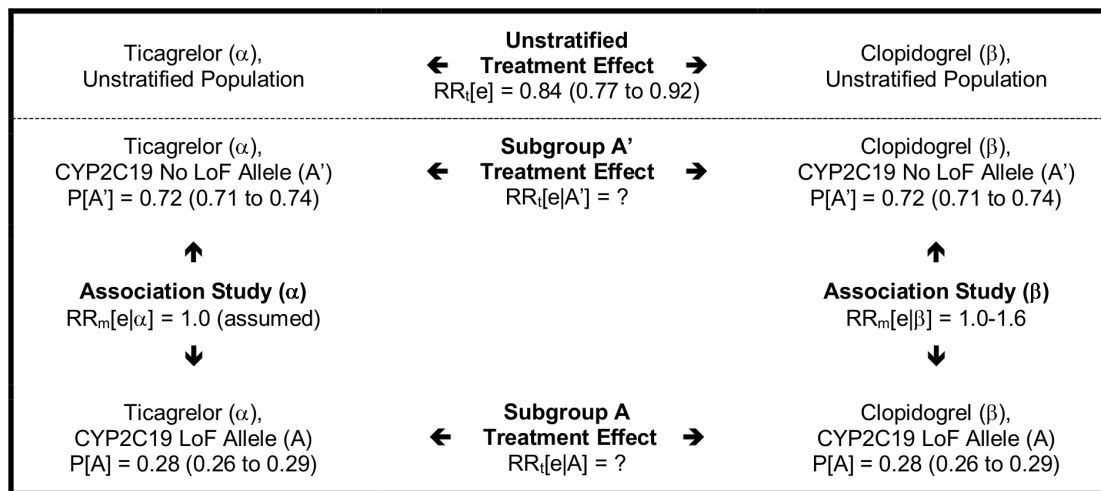 Ticagrelor (α),
Unstratified Population
Unstratified
Treatment Effect
RRt[e] = 0.84 (0.77 to 0.92)
Clopidogrel (β),
Unstratified Population
Ticagrelor (α),
CYP2C19 No LoF Allele (A’)
P[A’] = 0.72 (0.71 to 0.74)
Subgroup A’
Treatment Effect
RRt[e|A’] = ?
Clopidogrel (β),
CYP2C19 No LoF Allele (A’)
P[A’] = 0.72 (0.71 to 0.74)
Association Study (α)
RRm[e|α] = 1.0 (assumed)
Association Study (β)
RRm[e|β] = 1.0-1.6
Ticagrelor (α),
CYP2C19 LoF Allele (A)
P[A] = 0.28 (0.26 to 0.29)
Subgroup A
Treatment Effect
RRt[e|A] = ?
Clopidogrel (β),
CYP2C19 LoF Allele (A)
P[A] = 0.28 (0.26 to 0.29)